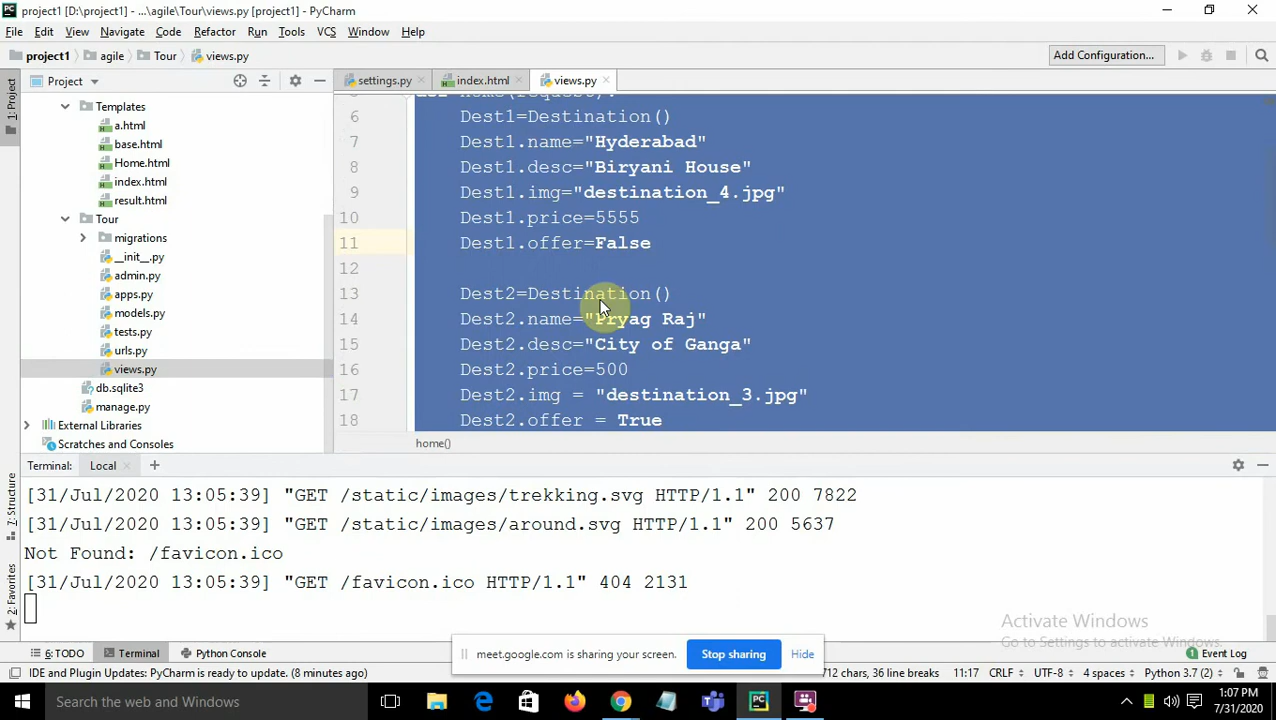 project1 [D:\project1] - ...\agile\Tour\views.py [project1] - PyCharm
File Edit View Navigate Code Refactor Run Tools VCS Window Help
project1 agile Tour views.py Add Configuration...
1: Project
Project
settings.py index.html views.py
Templates
a.html
base.html
Home.html
index.html
result.html
Tour
migrations
__init__.py
admin.py
apps.py
models.py
tests.py
urls.py
views.py
db.sqlite3
manage.py
External Libraries
Scratches and Consoles
6 Dest1=Destination()
7 Dest1.name="Hyderabad"
8 Dest1.desc="Biryani House"
9 Dest1.img="destination_4.jpg"
10 Dest1.price=5555
11 Dest1.offer=False
12
13 Dest2=Destination()
14 Dest2.name="Pryag Raj"
15 Dest2.desc="City of Ganga"
16 Dest2.price=500
17 Dest2.img = "destination_3.jpg"
18 Dest2.offer = True
home()
Terminal: Local
[31/Jul/2020 13:05:39] "GET /static/images/trekking.svg HTTP/1.1" 200 7822
[31/Jul/2020 13:05:39] "GET /static/images/around.svg HTTP/1.1" 200 5637
Not Found: /favicon.ico
[31/Jul/2020 13:05:39] "GET /favicon.ico HTTP/1.1" 404 2131
7: Structure
2: Favorites
Activate Windows
Go to Settings to activate Windows.
6: TODO Terminal Python Console Event Log
meet.google.com is sharing your screen. Stop sharing Hide
IDE and Plugin Updates: PyCharm is ready to update. (8 minutes ago) 712 chars, 36 line breaks 11:17 CRLF UTF-8 4 spaces Python 3.7 (2)
Search the web and Windows
1:07 PM
7/31/2020